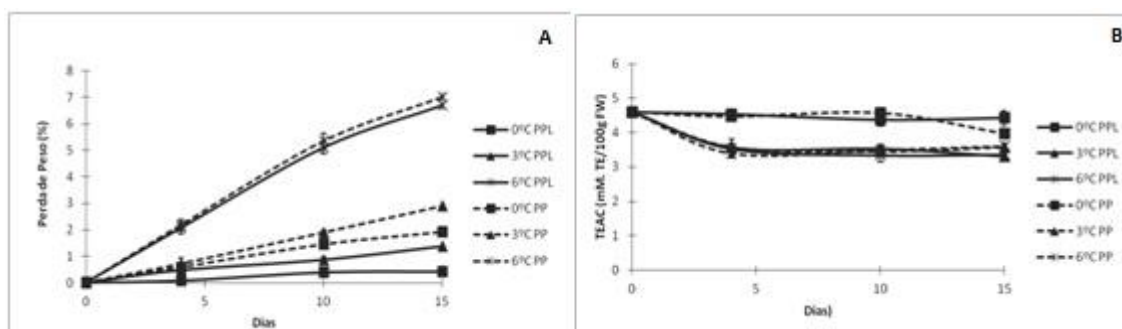 A
Perda de Peso (%)
8
7
6
5
4
3
2
1
0
0
5
10
15
Dias
0ºC PPL
3ºC PPL
6ºC PPL
0ºC PP
3ºC PP
6ºC PP
B
TEAC (mM. TE/100g FW)
6
5
4
3
2
1
0
0
5
10
15
Dias)
0ºC PPL
3ºC PPL
6ºC PPL
0ºC PP
3ºC PP
6ºC PP